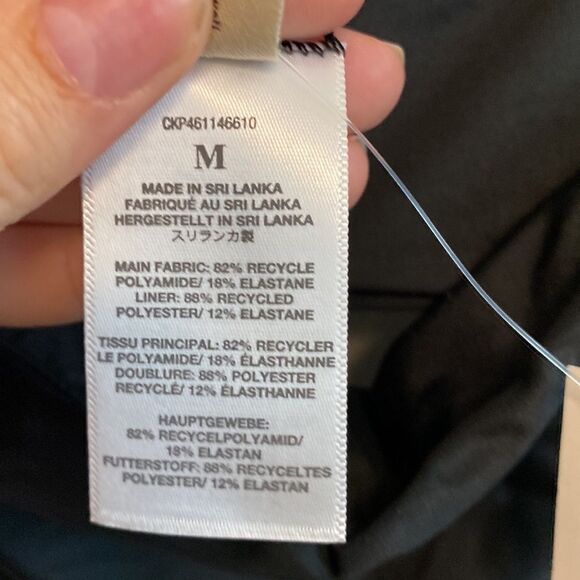 CKP461146610
M
MADE IN SRI LANKA
FABRIQUÉ AU SRI LANKA
HERGESTELLT IN SRI LANKA
スリランカ製
MAIN FABRIC: 82% RECYCLE
POLYAMIDE/ 18% ELASTANE
LINER: 88% RECYCLED
POLYESTER/ 12% ELASTANE
TISSU PRINCIPAL: 82% RECYCLER
LE POLYAMIDE/ 18% ÉLASTHANNE
DOUBLURE: 88% POLYESTER
RECYCLÉ/ 12% ÉLASTHANNE
HAUPTGEWEBE:
82% RECYCELPOLYAMID/
18% ELASTAN
FUTTERSTOFF: 88% RECYCELTES
POLYESTER/ 12% ELASTAN